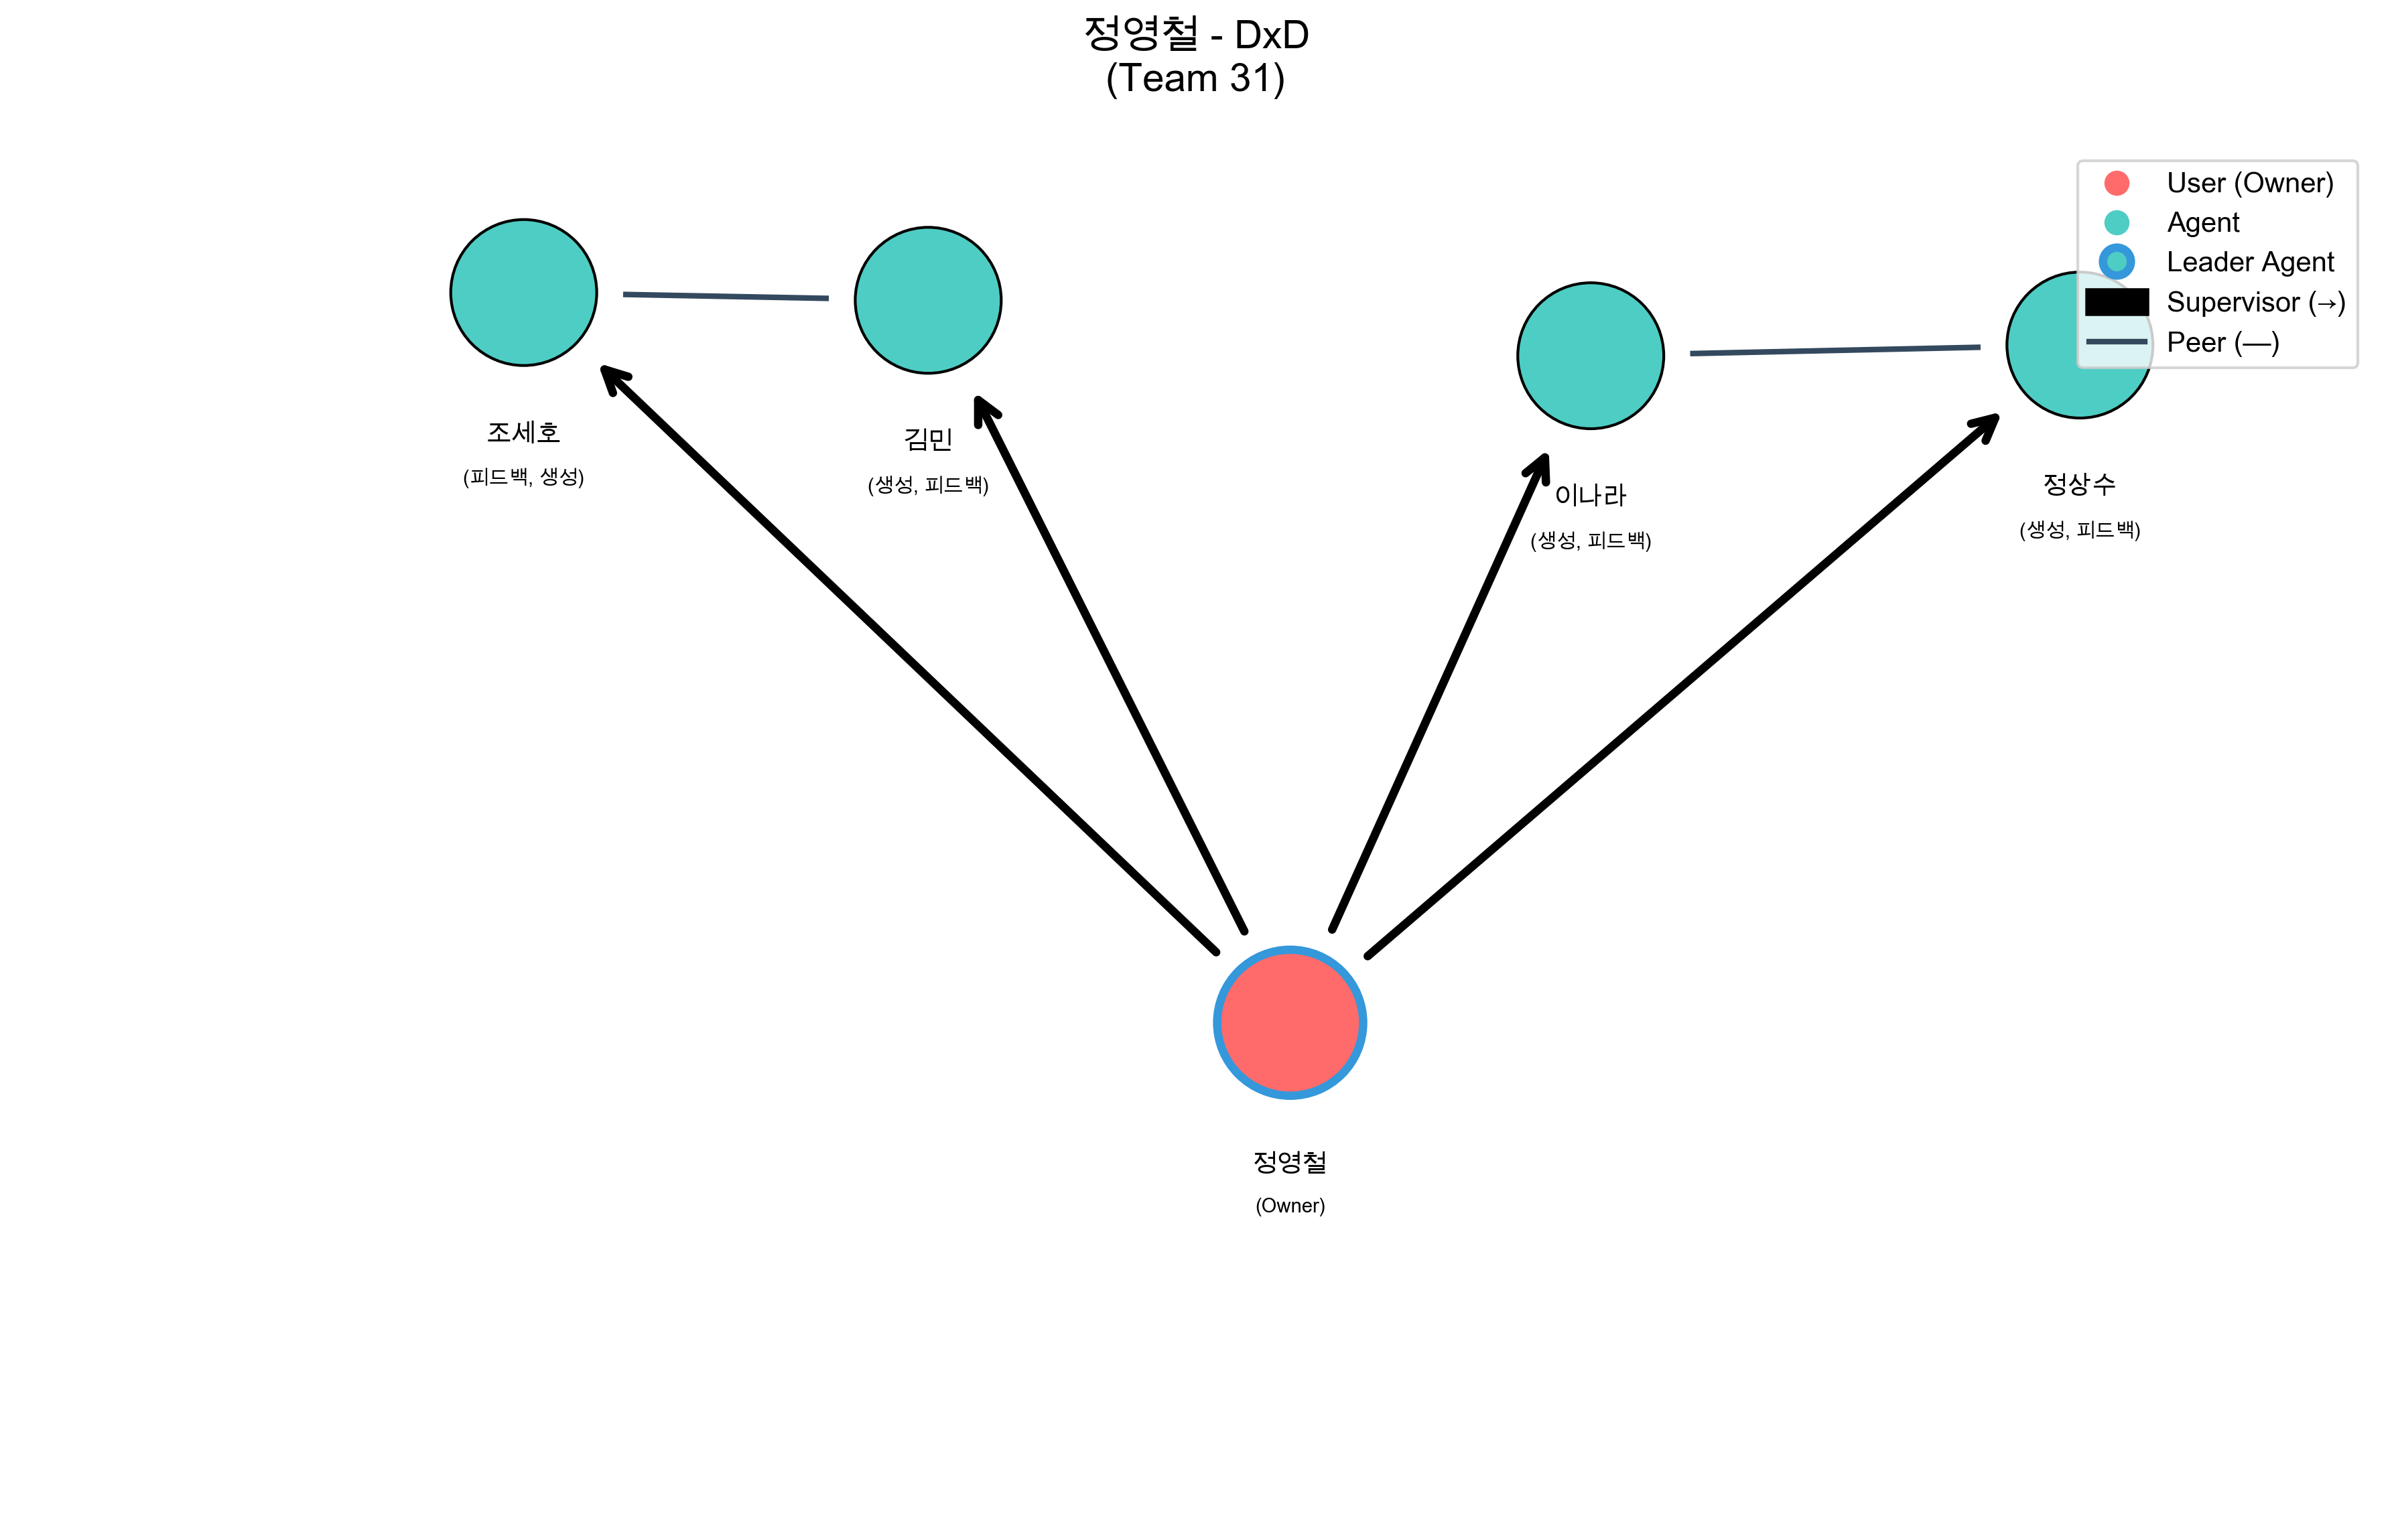 정영철 - DxD
(Team 31)
User (Owner)
Agent
Leader Agent
Supervisor (→)
Peer (—)
조세호
(피드백, 생성)
김민
(생성, 피드백)
이나라
(생성, 피드백)
정상수
(생성, 피드백)
정영철
(Owner)